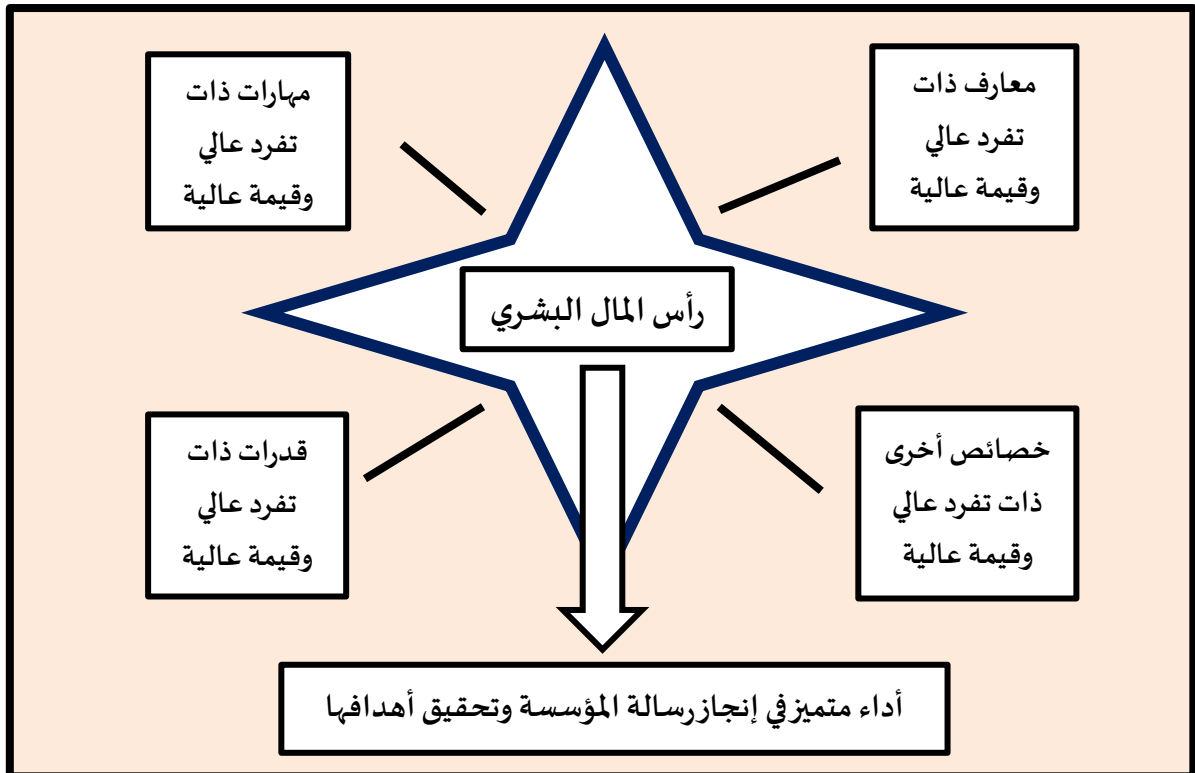 معارف ذات
تفرد عالي
وقيمة عالية
مهارات ذات
تفرد عالي
وقيمة عالية
رأس المال البشري
خصائص أخرى
ذات تفرد عالي
وقيمة عالية
قدرات ذات
تفرد عالي
وقيمة عالية
أداء متميز في إنجاز رسالة المؤسسة وتحقيق أهدافها